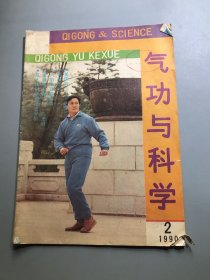 QIGONG & SCIENCE
QIGONG YU KEXUE
气功与科学
2
1990